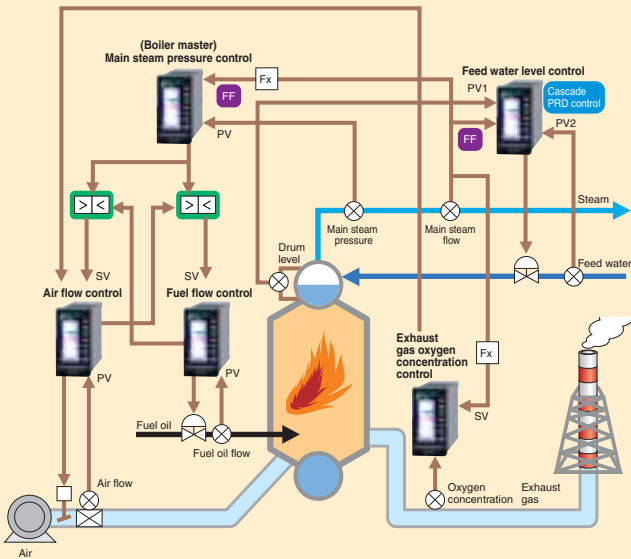 (Boiler master)
Main steam pressure control
Fx
FF
PV
Feed water level control
PV1
Cascade
PRD control
FF
PV2
> <
> <
SV
SV
Steam
Main steam
pressure
Main steam
flow
Drum
level
Feed water
Air flow control
Fuel flow control
PV
PV
Exhaust
gas oxygen
concentration
control
Fx
SV
Fuel oil
Fuel oil flow
Air flow
Oxygen
concentration
Exhaust
gas
Air